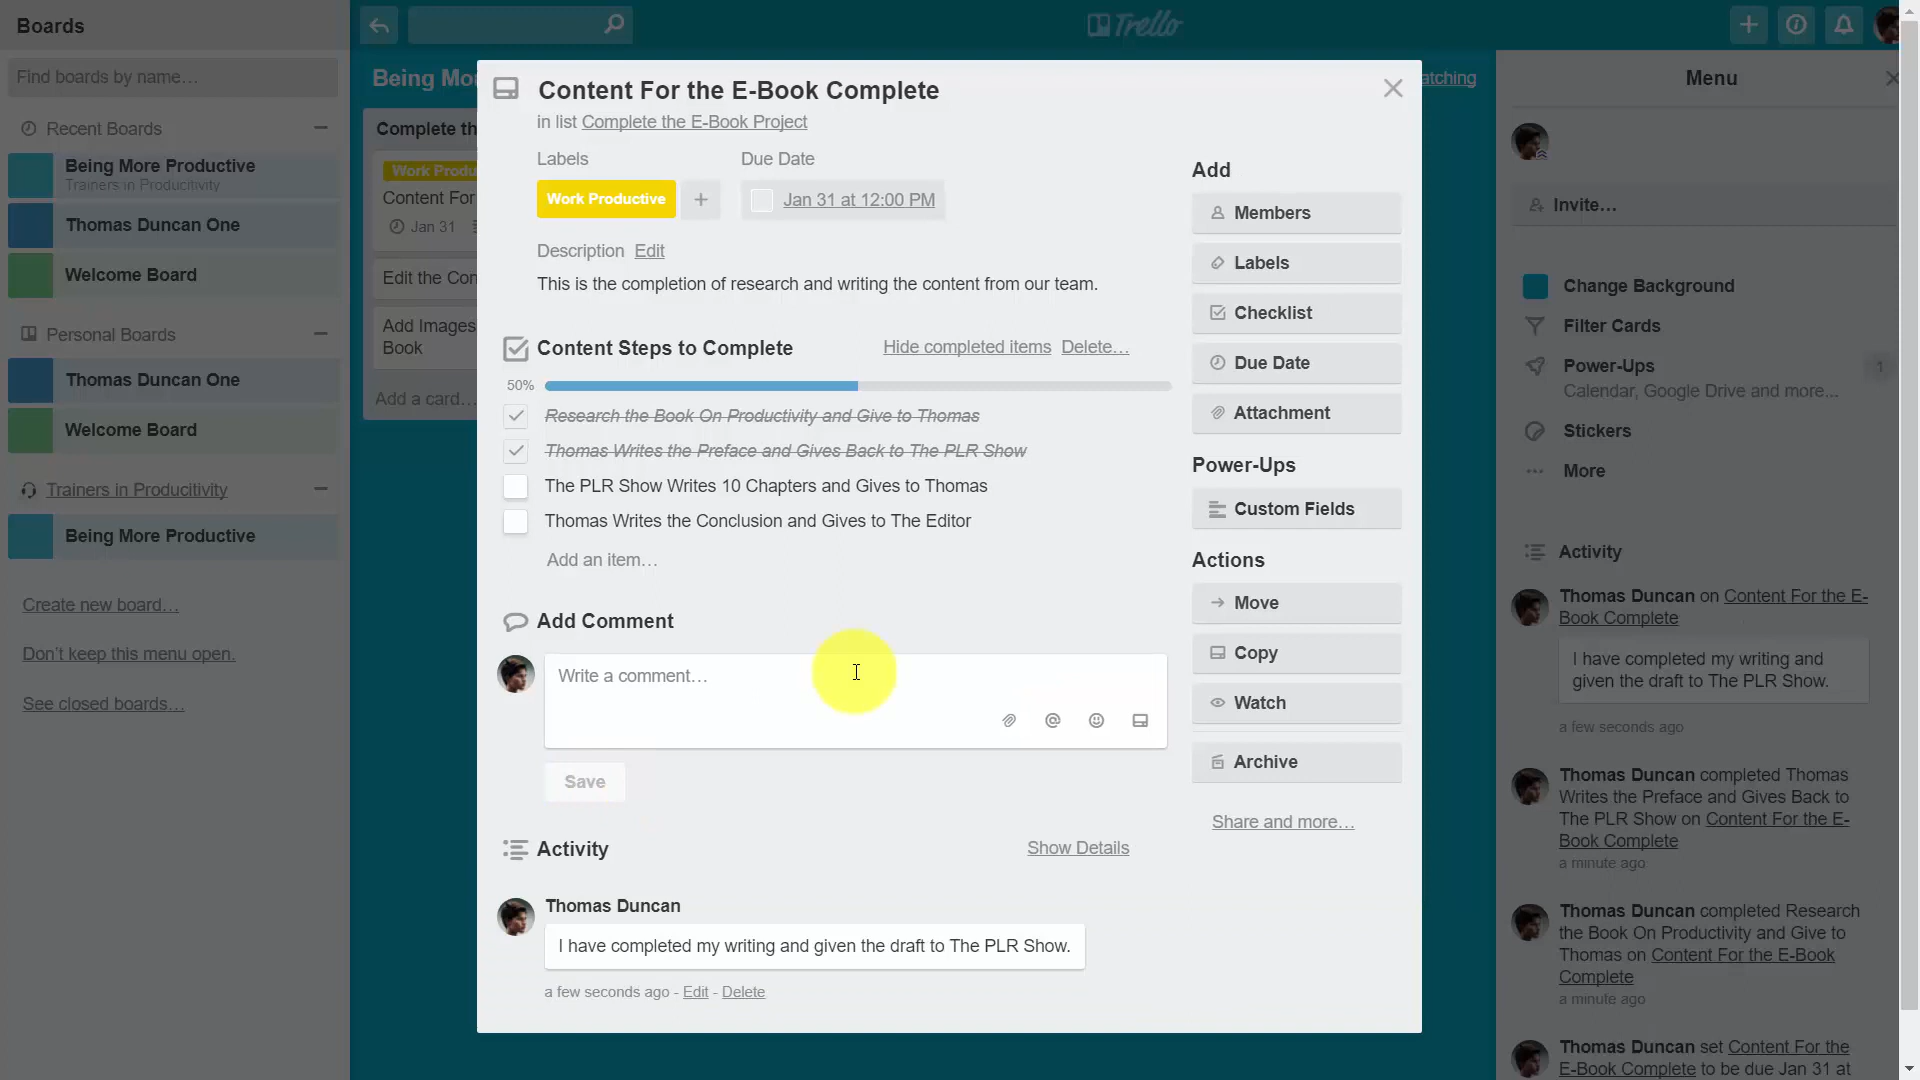 Boards
Find boards by name…
Recent Boards
Being More Productive
Trainers in Productivity
Thomas Duncan One
Welcome Board
Personal Boards
Thomas Duncan One
Welcome Board
Trainers in Producitivity
Being More Productive
Create new board…
Don't keep this menu open.
See closed boards…
Trello
Being Mo
Complete th
Work Produ
Content For
Jan 31
Edit the Con
Add Images
Book
Add a card…
Content For the E-Book Complete
in list Complete the E-Book Project
Labels
Due Date
Work Productive
Jan 31 at 12:00 PM
Description Edit
This is the completion of research and writing the content from our team.
Content Steps to Complete
Hide completed items
Delete…
50%
Research the Book On Productivity and Give to Thomas
Thomas Writes the Preface and Gives Back to The PLR Show
The PLR Show Writes 10 Chapters and Gives to Thomas
Thomas Writes the Conclusion and Gives to The Editor
Add an item…
Add Comment
Write a comment…
Save
Activity
Show Details
Thomas Duncan
I have completed my writing and given the draft to The PLR Show.
a few seconds ago - Edit - Delete
Add
Members
Labels
Checklist
Due Date
Attachment
Power-Ups
Custom Fields
Actions
Move
Copy
Watch
Archive
Share and more…
atching
Menu
Invite…
Change Background
Filter Cards
Power-Ups
1
Calendar, Google Drive and more…
Stickers
More
Activity
Thomas Duncan on Content For the E-
Book Complete
I have completed my writing and
given the draft to The PLR Show.
a few seconds ago
Thomas Duncan completed Thomas
Writes the Preface and Gives Back to
The PLR Show on Content For the E-
Book Complete
a minute ago
Thomas Duncan completed Research
the Book On Productivity and Give to
Thomas on Content For the E-Book
Complete
a minute ago
Thomas Duncan set Content For the
E-Book Complete to be due Jan 31 at